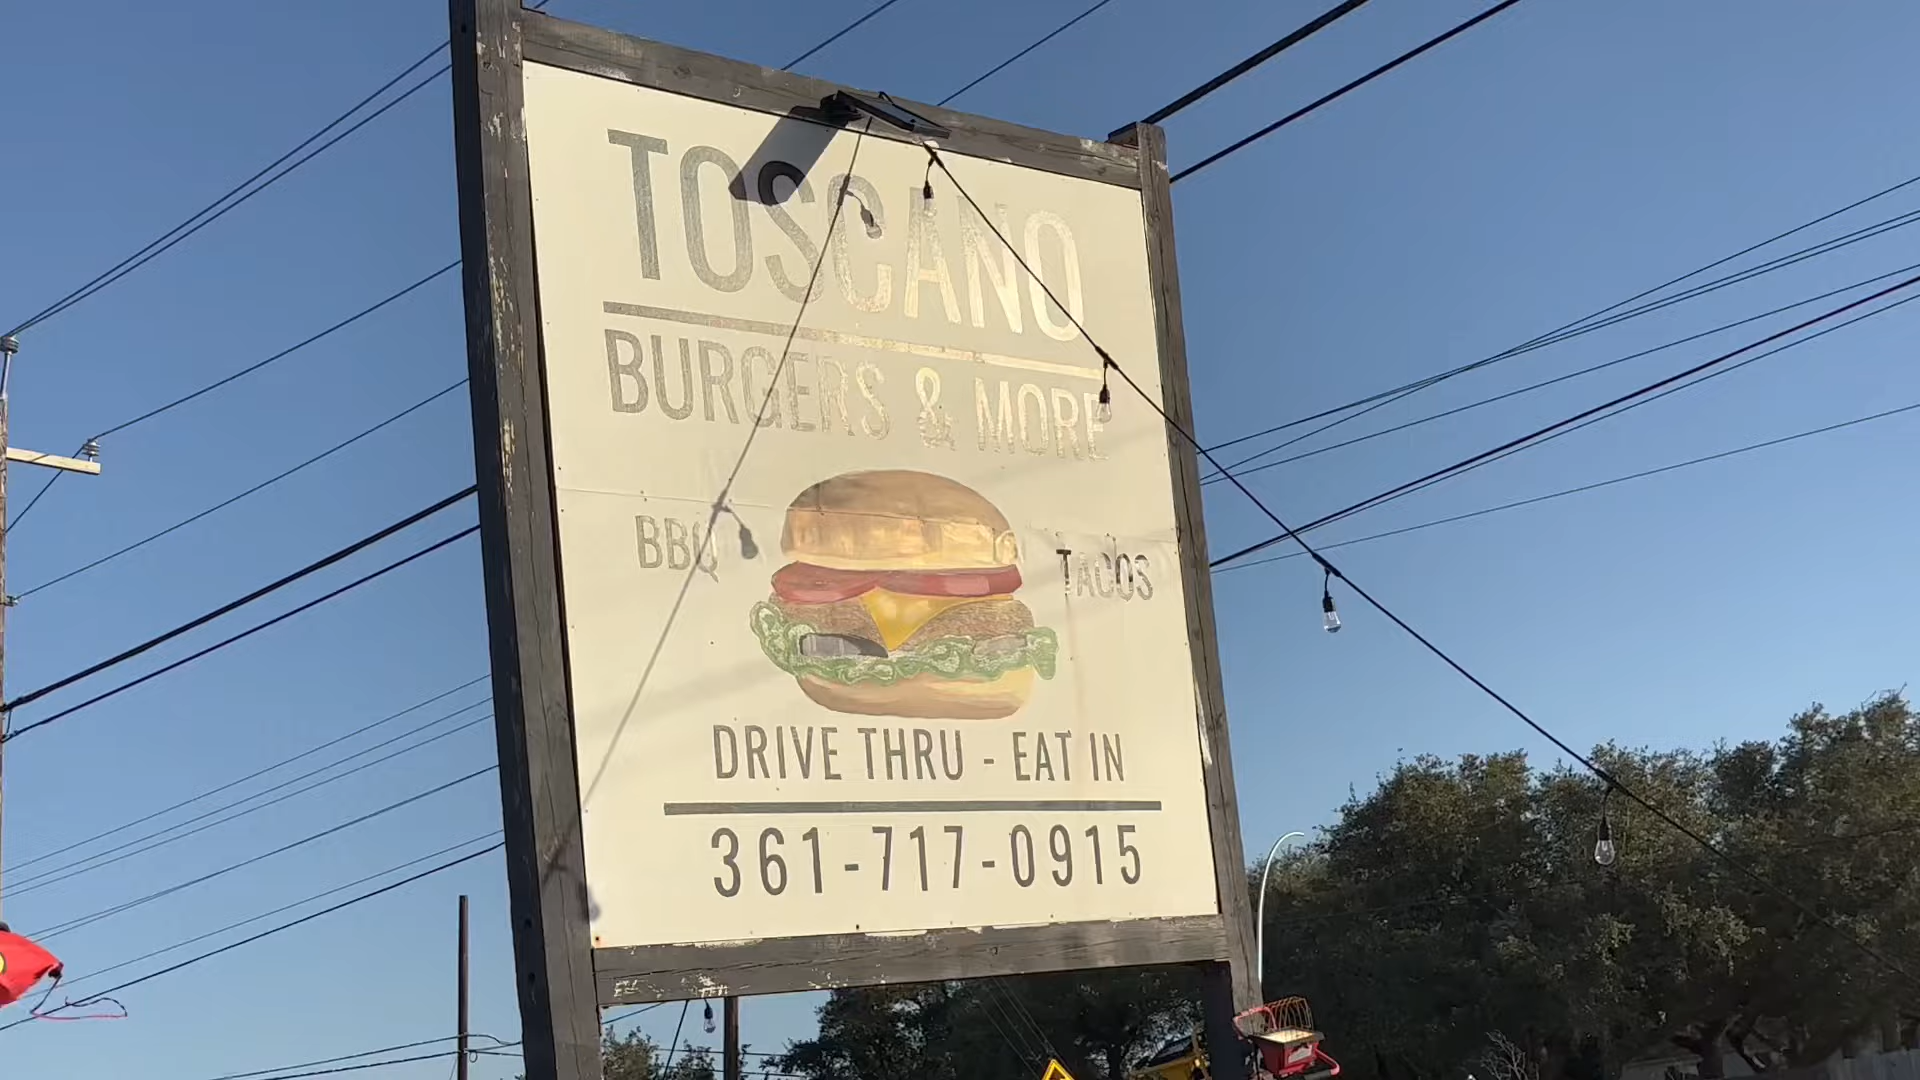 TOSCANO
BURGERS & MORE
BBQ
TACOS
DRIVE THRU - EAT IN
361-717-0915